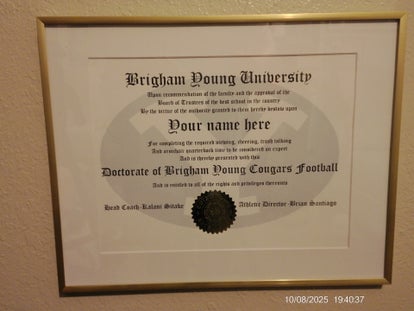 Brigham Young University
Upon recommendation of the faculty and the approval of the
Board of Trustees of the best school in the country
By the virtue of the authority granted to them hereby bestow upon
Your name here
For completing the required viewing, cheering, trash talking
And armchair quarterback time to be considered an expert
And is hereby presented with this
Doctorate of Brigham Young Cougars Football
And is entitled to all of the rights and privileges thereunto
Head Coach-Kalani Sitake
Athletic Director-Brian Santiago
10/08/2025 19:40:37